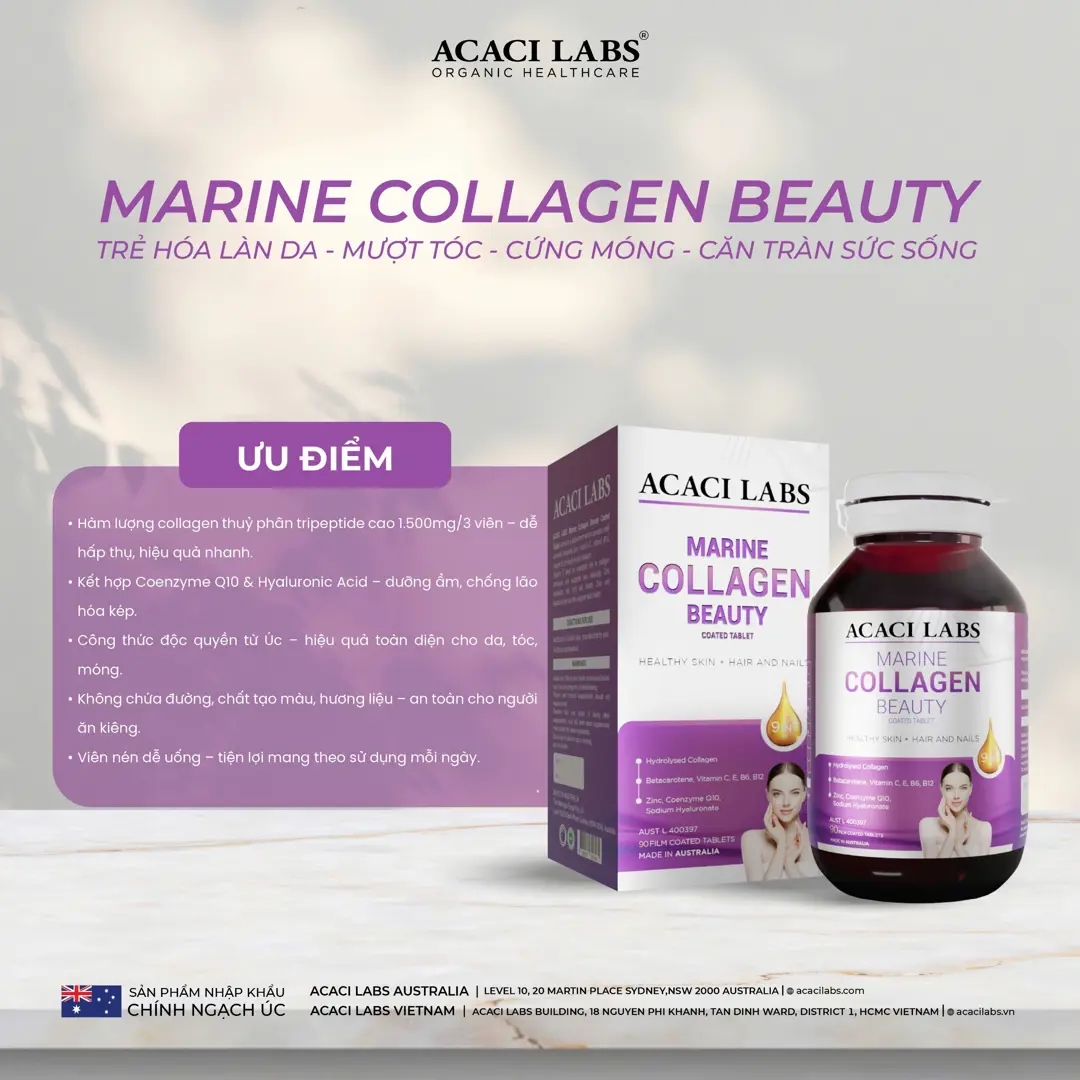 ACACI LABS®
ORGANIC HEALTHCARE
MARINE COLLAGEN BEAUTY
TRẺ HÓA LÀN DA - MƯỢT TÓC - CỨNG MÓNG - CĂN TRÀN SỨC SỐNG
ƯU ĐIỂM
• Hàm lượng collagen thuỷ phân tripeptide cao 1.500mg/3 viên – dễ
hấp thụ, hiệu quả nhanh.
• Kết hợp Coenzyme Q10 & Hyaluronic Acid – dưỡng ẩm, chống lão
hóa kép.
• Công thức độc quyền từ Úc – hiệu quả toàn diện cho da, tóc,
móng.
• Không chứa đường, chất tạo màu, hương liệu – an toàn cho người
ăn kiêng.
• Viên nén dễ uống – tiện lợi mang theo sử dụng mỗi ngày.
ACACI LABS
ACACI LABS
MARINE
COLLAGEN
BEAUTY
COATED TABLET
HEALTHY SKIN + HAIR AND NAILS
Hydrolysed Collagen
Betacarotene, Vitamin C, E, B6, B12
Zinc, Coenzyme Q10,
Sodium Hyaluronate
AUST L 400397
90 FILM COATED TABLETS
MADE IN AUSTRALIA
ACACI LABS
MARINE
COLLAGEN
BEAUTY
COATED TABLET
HEALTHY SKIN + HAIR AND NAILS
Hydrolysed Collagen
Betacarotene, Vitamin C, E, B6, B12
Zinc, Coenzyme Q10,
Sodium Hyaluronate
AUST L 400397
90 FILM COATED TABLETS
MADE IN AUSTRALIA
SẢN PHẨM NHẬP KHẨU
CHÍNH NGẠCH ÚC
ACACI LABS AUSTRALIA | LEVEL 10, 20 MARTIN PLACE SYDNEY,NSW 2000 AUSTRALIA | acacilabs.com
ACACI LABS VIETNAM | ACACI LABS BUILDING, 18 NGUYEN PHI KHANH, TAN DINH WARD, DISTRICT 1, HCMC VIETNAM | acacilabs.vn